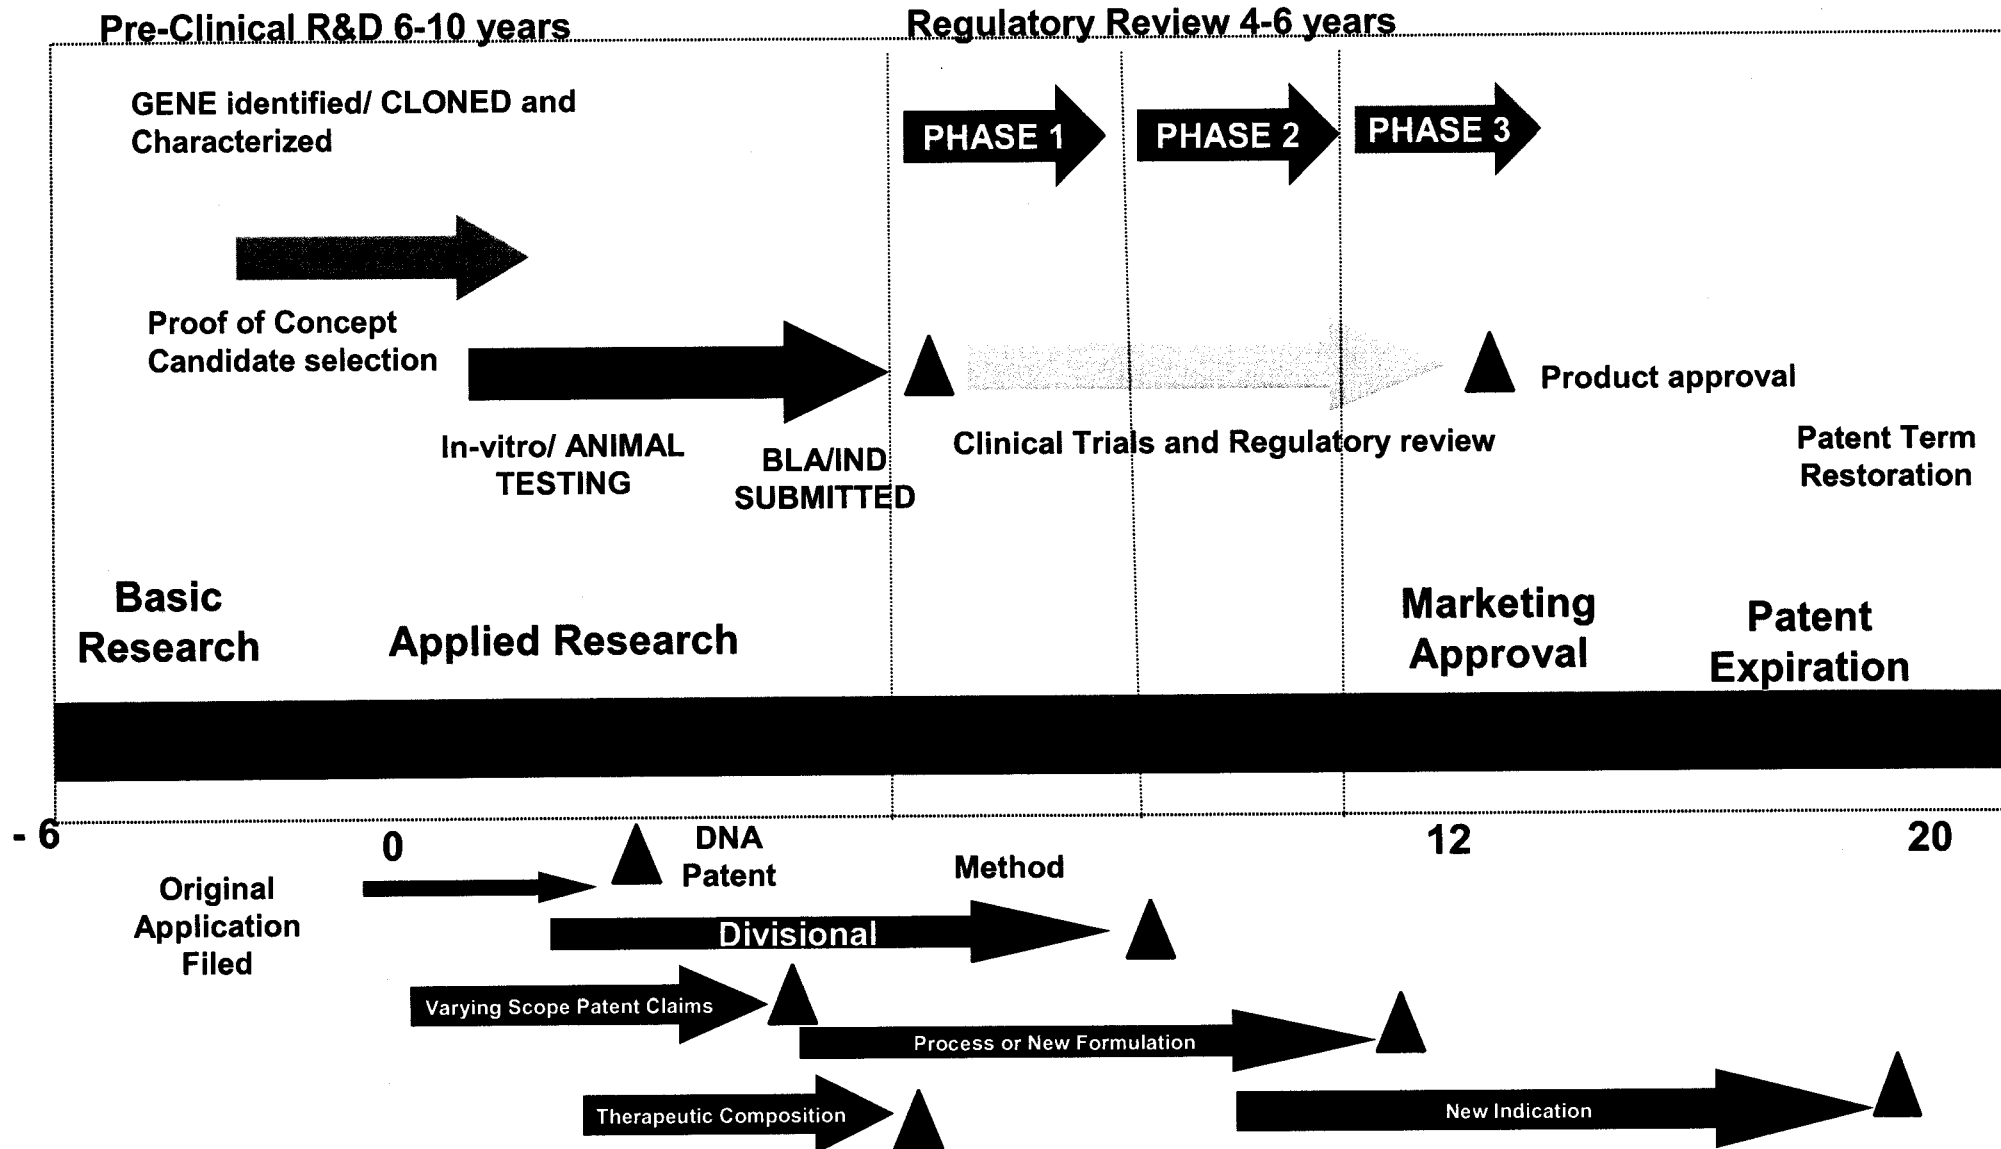 Pre-Clinical R&D 6-10 years
Regulatory Review 4-6 years
GENE identified/ CLONED and
Characterized
PHASE 1
PHASE 2
PHASE 3
Proof of Concept
Candidate selection
Product approval
In-vitro/ ANIMAL
TESTING
BLA/IND
SUBMITTED
Clinical Trials and Regulatory review
Patent Term
Restoration
Basic
Research
Applied Research
Marketing
Approval
Patent
Expiration
- 6
0
12
20
Original
Application
Filed
DNA
Patent
Method
Divisional
Varying Scope Patent Claims
Process or New Formulation
Therapeutic Composition
New Indication